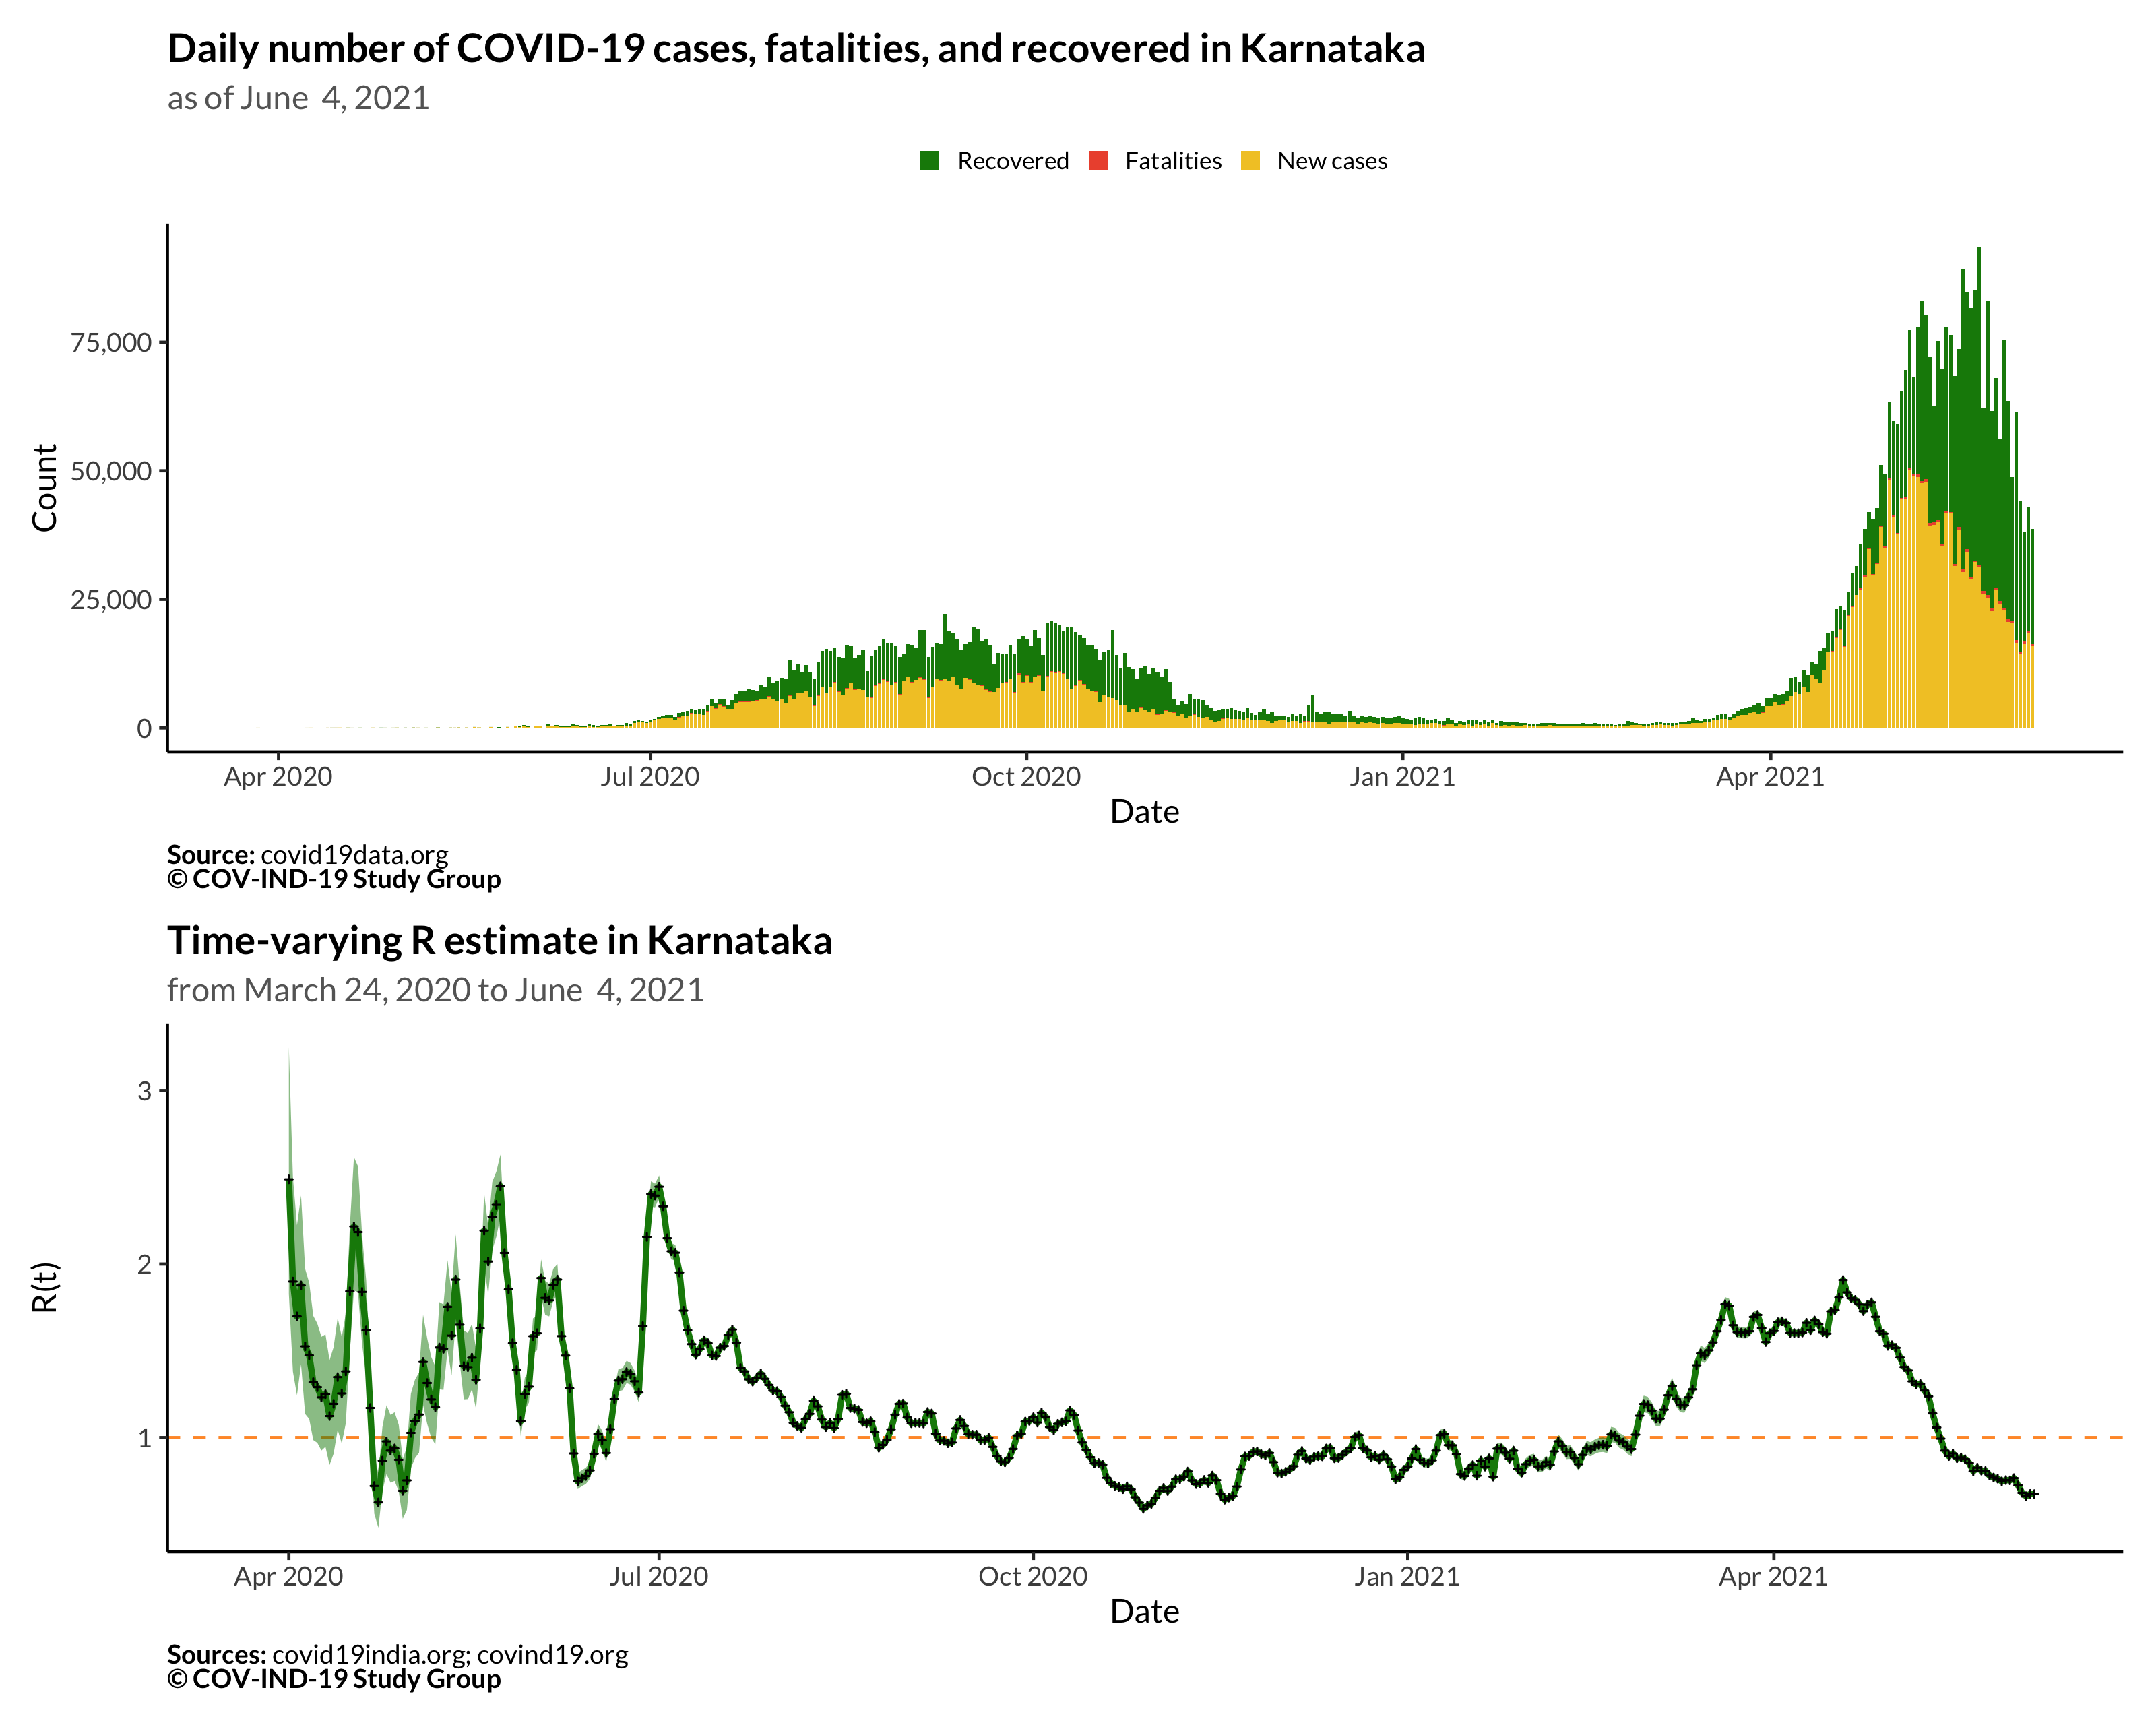 Daily number of COVID-19 cases, fatalities, and recovered in Karnataka
as of June  4, 2021
Recovered Fatalities New cases
Count
75,000
50,000
25,000
0
Apr 2020 Jul 2020 Oct 2020 Jan 2021 Apr 2021
Date
Source: covid19data.org
© COV-IND-19 Study Group
Time-varying R estimate in Karnataka
from March 24, 2020 to June  4, 2021
R(t)
3
2
1
Apr 2020 Jul 2020 Oct 2020 Jan 2021 Apr 2021
Date
Sources: covid19india.org; covind19.org
© COV-IND-19 Study Group